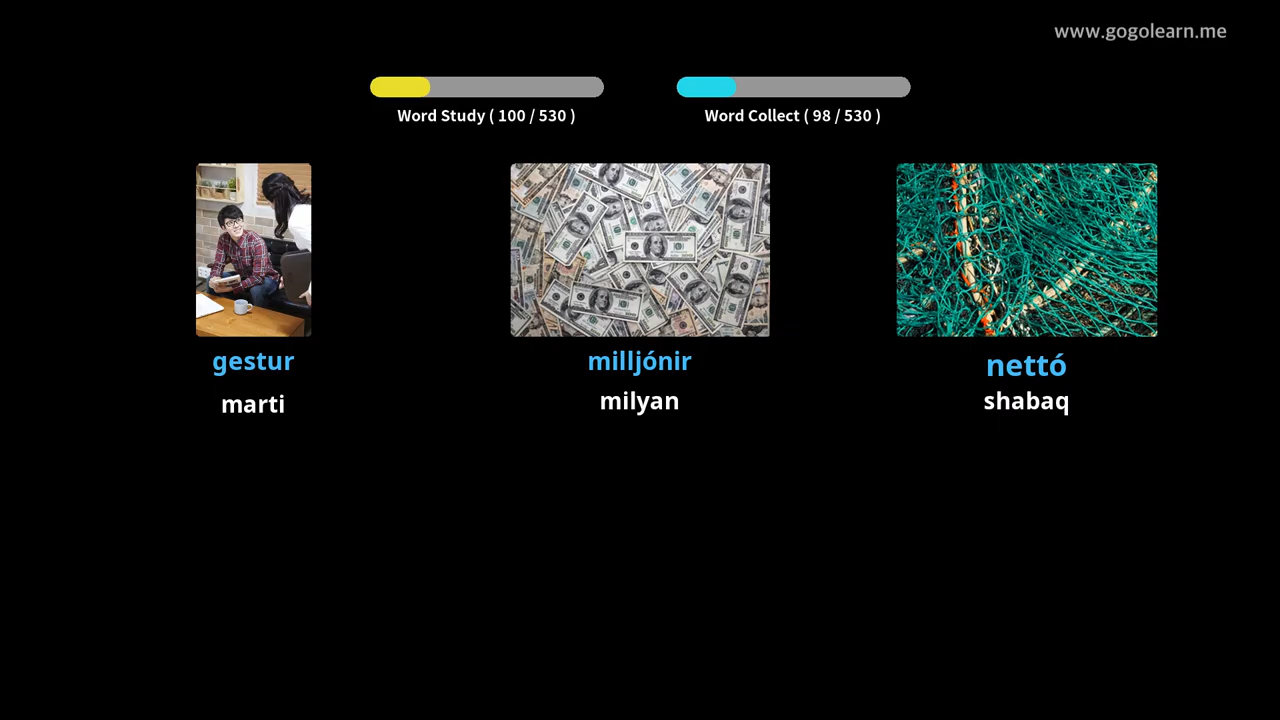 www.gogolearn.me
Word Study ( 100 / 530 )
Word Collect ( 98 / 530 )
gestur
milljónir
nettó
marti
milyan
shabaq